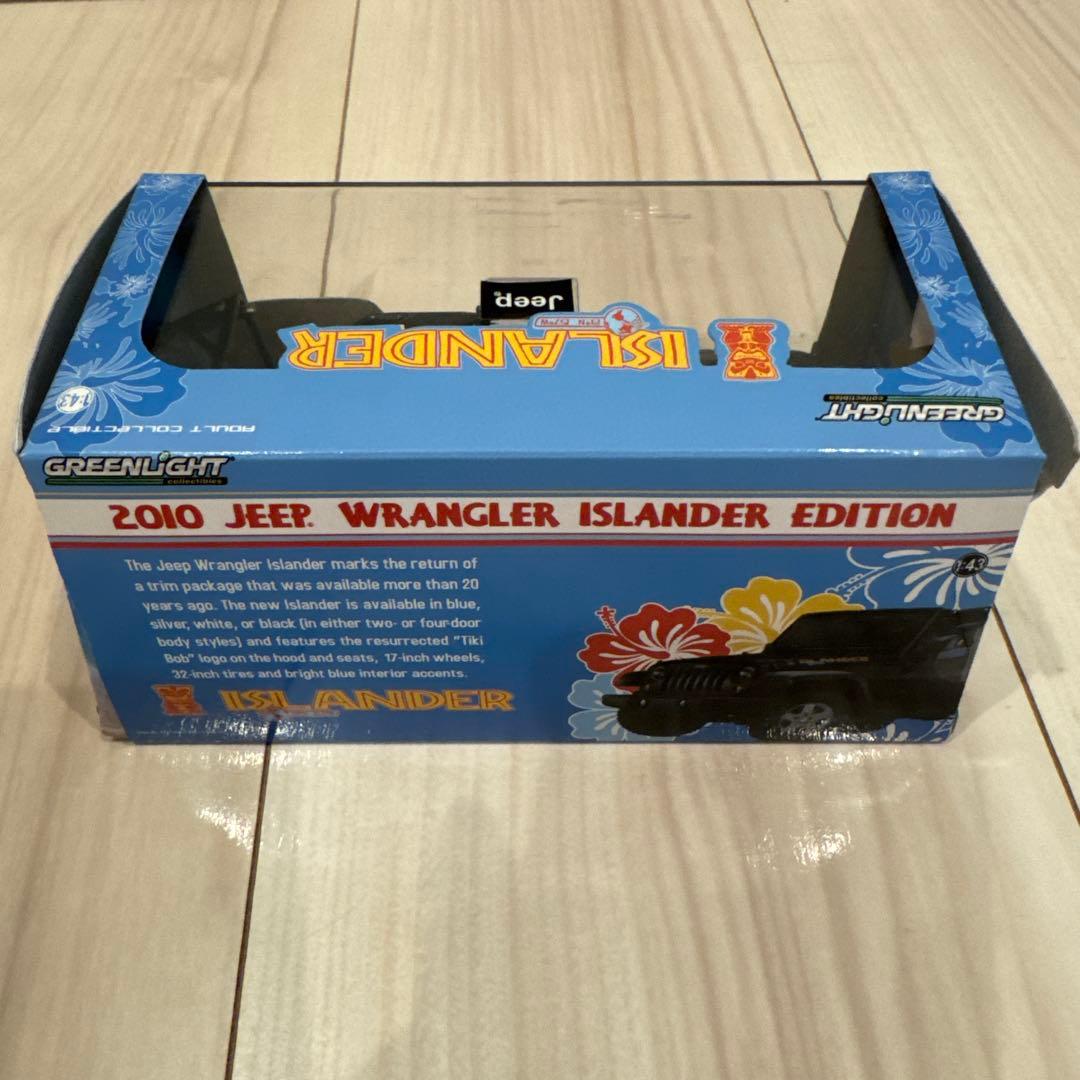 Jeep
ISLANDER
1:43
ADULT COLLECTIBLE
GREENLIGHT
collectibles
GREENLIGHT
collectibles
2010 JEEP® WRANGLER ISLANDER EDITION
1:43
The Jeep Wrangler Islander marks the return of
a trim package that was available more than 20
years ago. The new Islander is available in blue,
silver, white, or black (in either two- or four-door
body styles) and features the resurrected "Tiki
Bob" logo on the hood and seats, 17-inch wheels,
32-inch tires and bright blue interior accents.
ISLANDER